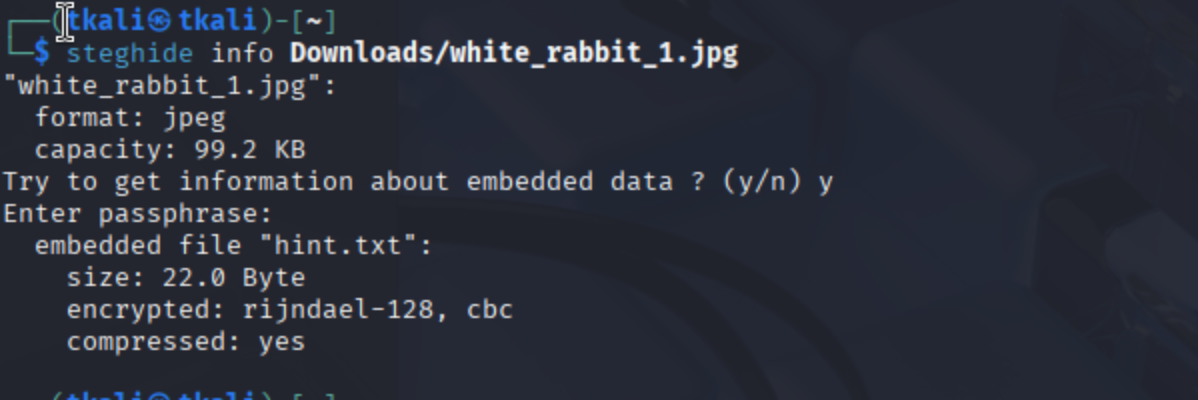 ┌──(tkali㉿tkali)-[~]
└─$ steghide info Downloads/white_rabbit_1.jpg
"white_rabbit_1.jpg":
  format: jpeg
  capacity: 99.2 KB
Try to get information about embedded data ? (y/n) y
Enter passphrase:
  embedded file "hint.txt":
    size: 22.0 Byte
    encrypted: rijndael-128, cbc
    compressed: yes
(tkali㉿tkali)-[~]